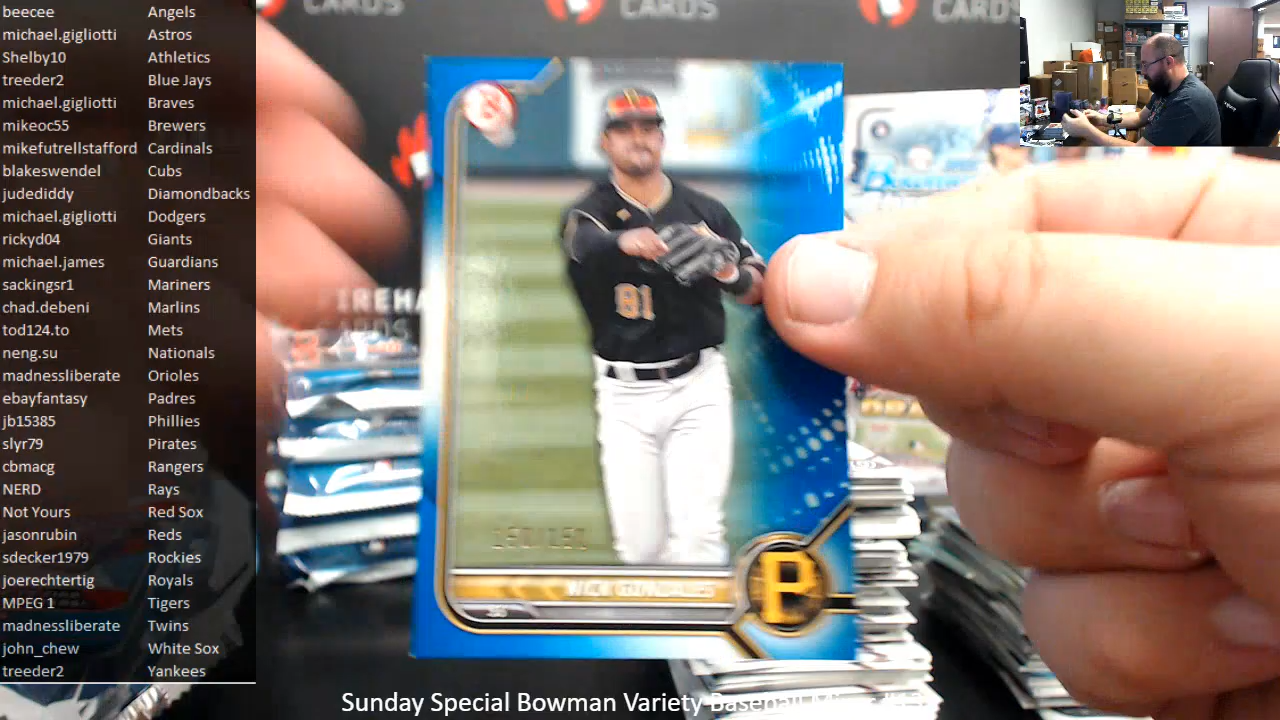 beecee Angels
michael.gigliotti Astros
Shelby10 Athletics
treeder2 Blue Jays
michael.gigliotti Braves
mikeoc55 Brewers
mikefutrellstafford Cardinals
blakeswendel Cubs
judediddy Diamondbacks
michael.gigliotti Dodgers
rickyd04 Giants
michael.james Guardians
sackingsr1 Mariners
chad.debeni Marlins
tod124.to Mets
neng.su Nationals
madnessliberate Orioles
ebayfantasy Padres
jb15385 Phillies
slyr79 Pirates
cbmacg Rangers
NERD Rays
Not Yours Red Sox
jasonrubin Reds
sdecker1979 Rockies
joerechtertig Royals
MPEG 1 Tigers
madnessliberate Twins
john_chew White Sox
treeder2 Yankees
CARDS
CARDS
CARDS
81
P
CARDS
Sunday Special Bowman Variety Baseball